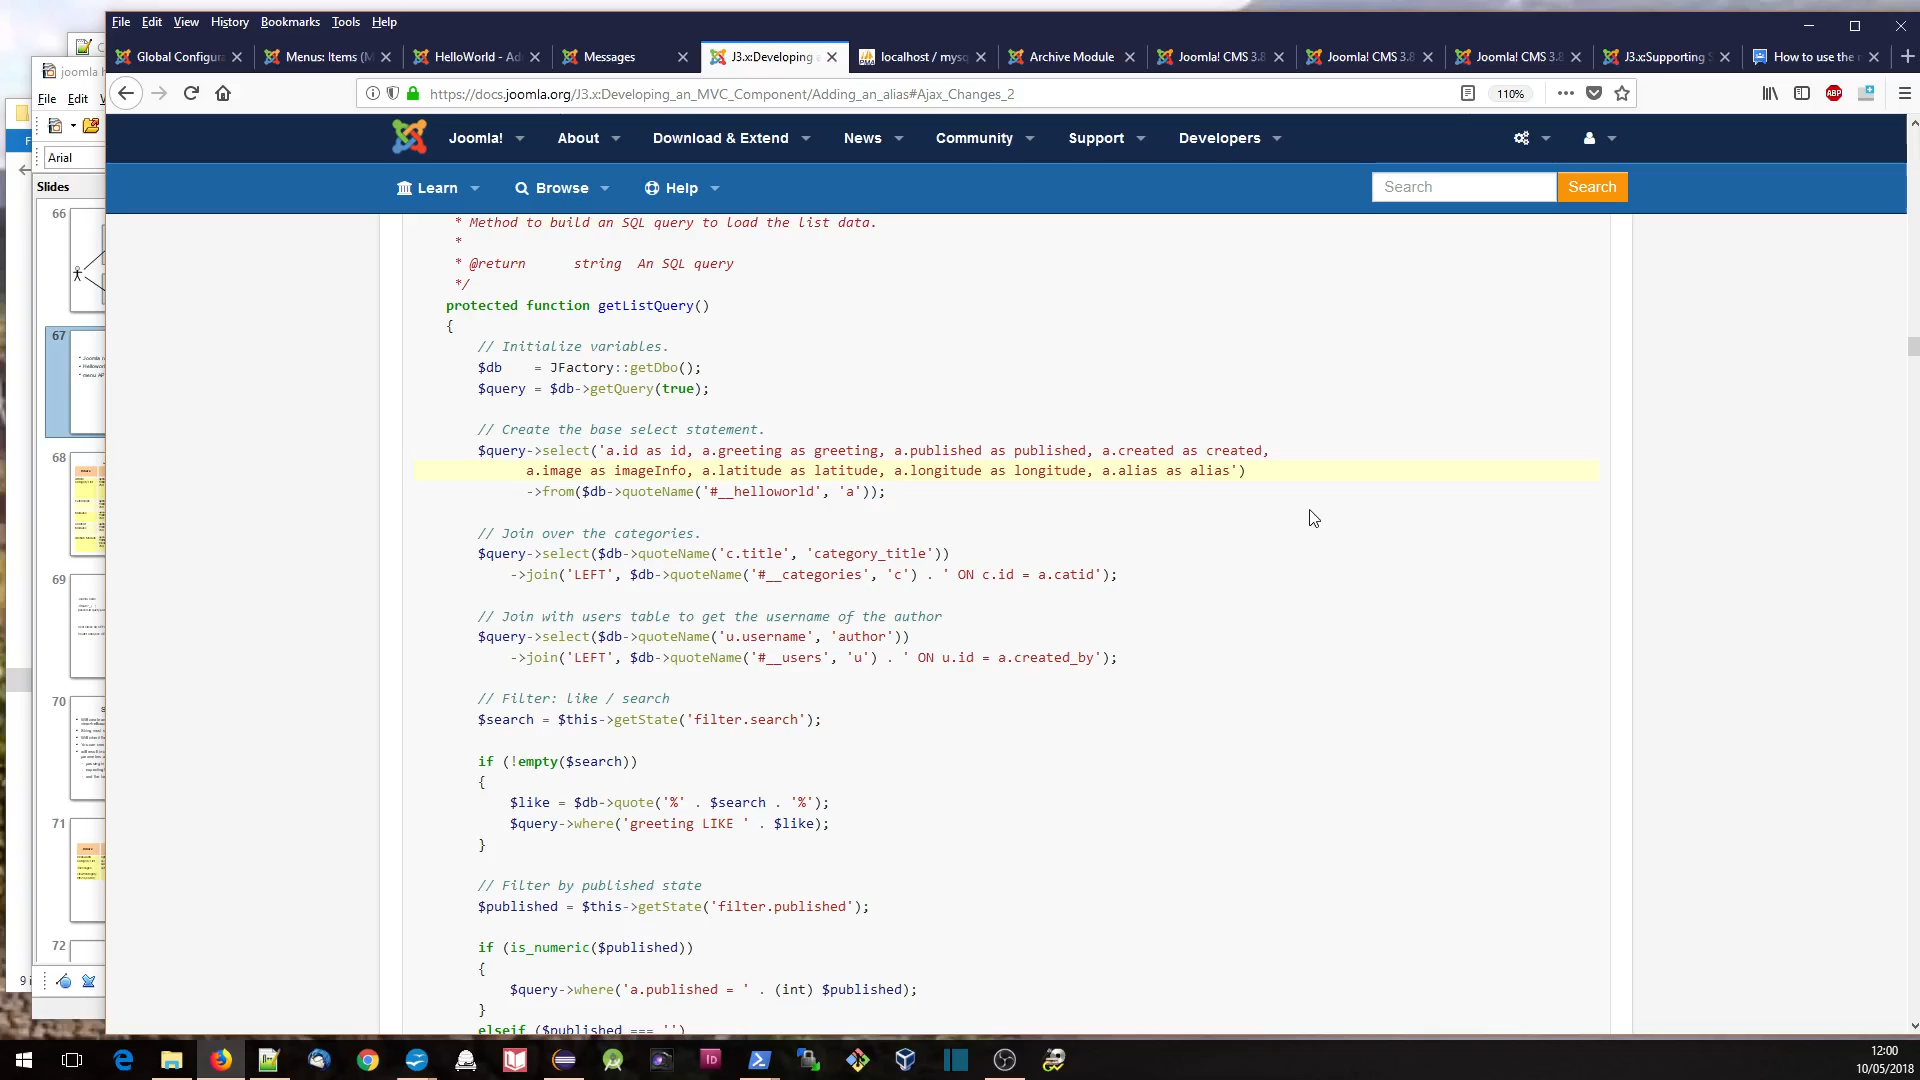 File Edit View History Bookmarks Tools Help
Global Configura
Menus: Items (M
HelloWorld - Ad
Messages
J3.x:Developing
localhost / mysq
Archive Module
Joomla! CMS 3.8
Joomla! CMS 3.8
Joomla! CMS 3.8
J3.x:Supporting S
How to use the
https://docs.joomla.org/J3.x:Developing_an_MVC_Component/Adding_an_alias#Ajax_Changes_2
110%
ABP
joomla
File Edit
Arial
Slides
66
67
68
69
70
71
72
Joomla! About Download & Extend News Community Support Developers
Learn Browse Help
Search Search
* Method to build an SQL query to load the list data.
*
* @return string An SQL query
*/
protected function getListQuery()
{
// Initialize variables.
$db = JFactory::getDbo();
$query = $db->getQuery(true);
// Create the base select statement.
$query->select('a.id as id, a.greeting as greeting, a.published as published, a.created as created,
a.image as imageInfo, a.latitude as latitude, a.longitude as longitude, a.alias as alias')
->from($db->quoteName('#__helloworld', 'a'));
// Join over the categories.
$query->select($db->quoteName('c.title', 'category_title'))
->join('LEFT', $db->quoteName('#__categories', 'c') . ' ON c.id = a.catid');
// Join with users table to get the username of the author
$query->select($db->quoteName('u.username', 'author'))
->join('LEFT', $db->quoteName('#__users', 'u') . ' ON u.id = a.created_by');
// Filter: like / search
$search = $this->getState('filter.search');
if (!empty($search))
{
$like = $db->quote('%' . $search . '%');
$query->where('greeting LIKE ' . $like);
}
// Filter by published state
$published = $this->getState('filter.published');
if (is_numeric($published))
{
$query->where('a.published = ' . (int) $published);
}
elseif ($published === '')
12:00
10/05/2018